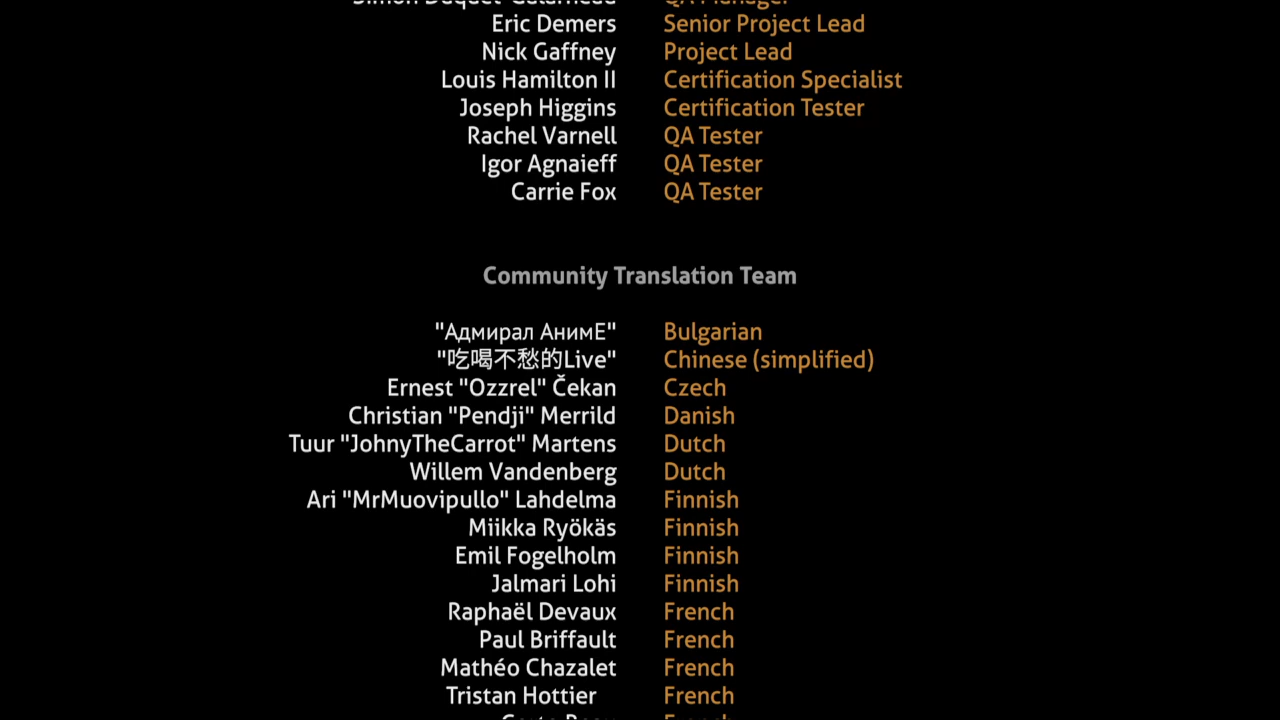 Eric Demers Senior Project Lead
Nick Gaffney Project Lead
Louis Hamilton II Certification Specialist
Joseph Higgins Certification Tester
Rachel Varnell QA Tester
Igor Agnaieff QA Tester
Carrie Fox QA Tester
Community Translation Team
"Адмирал АнимЕ" Bulgarian
"吃喝不愁的Live" Chinese (simplified)
Ernest "Ozzrel" Čekan Czech
Christian "Pendji" Merrild Danish
Tuur "JohnyTheCarrot" Martens Dutch
Willem Vandenberg Dutch
Ari "MrMuovipullo" Lahdelma Finnish
Miikka Ryökäs Finnish
Emil Fogelholm Finnish
Jalmari Lohi Finnish
Raphaël Devaux French
Paul Briffault French
Mathéo Chazalet French
Tristan Hottier French